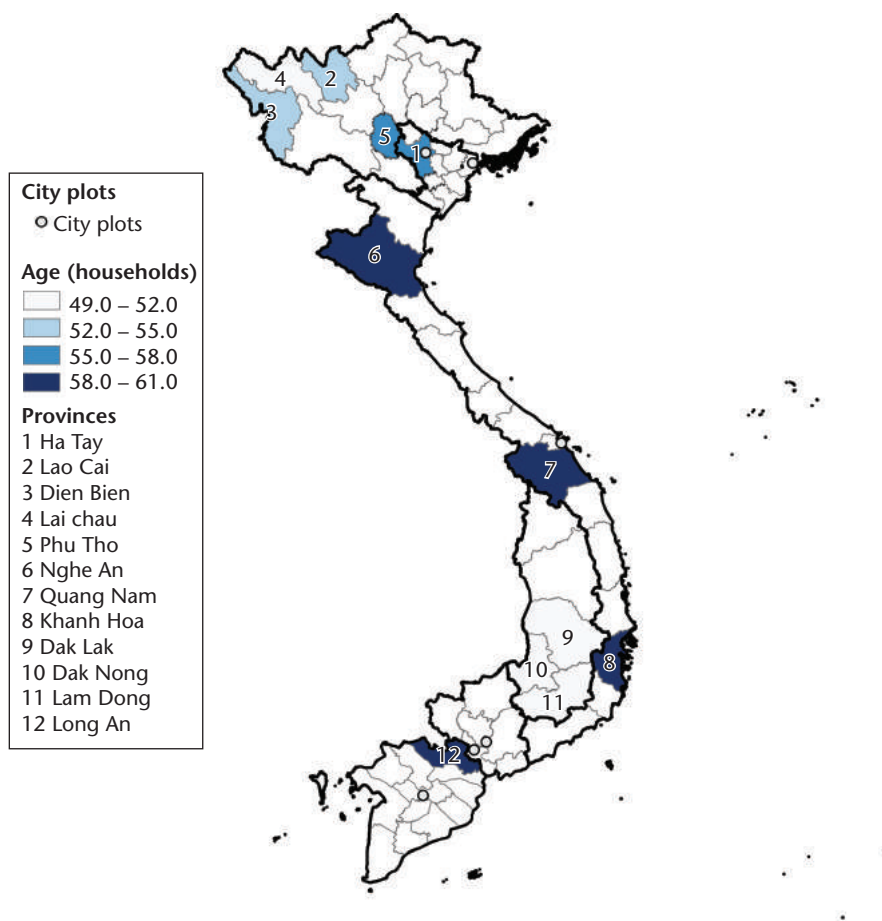 4
2
3
5
1
6
7
9
8
10
11
12
City plots
City plots
Age (households)
49.0 – 52.0
52.0 – 55.0
55.0 – 58.0
58.0 – 61.0
Provinces
1 Ha Tay
2 Lao Cai
3 Dien Bien
4 Lai chau
5 Phu Tho
6 Nghe An
7 Quang Nam
8 Khanh Hoa
9 Dak Lak
10 Dak Nong
11 Lam Dong
12 Long An